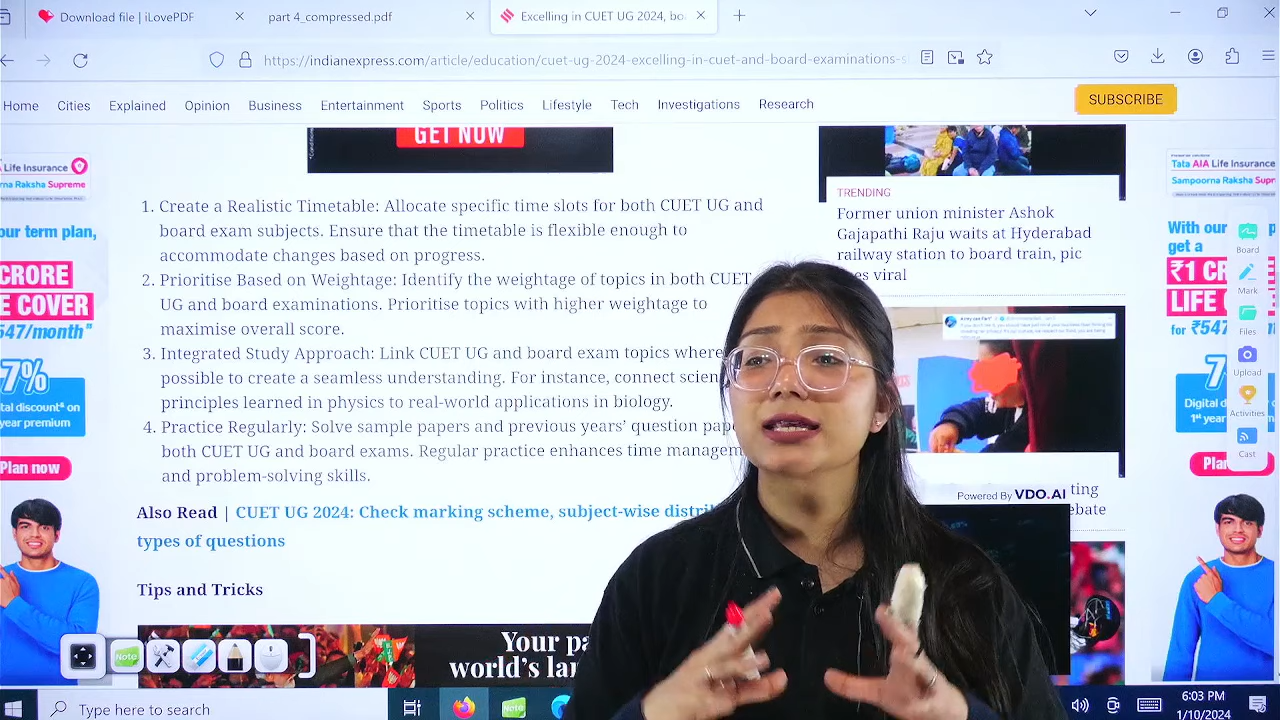 Download file | iLovePDF
part 4_compressed.pdf
Excelling in CUET UG 2024, bo
https://indianexpress.com/article/education/cuet-ug-2024-excelling-in-cuet-and-board-examinations-s
Home Cities Explained Opinion Business Entertainment Sports Politics Lifestyle Tech Investigations Research
SUBSCRIBE
GET NOW
Life Insurance
rna Raksha Supreme
our term plan,
CRORE
E COVER
547/month*
7%
tal discount* on
year premium
Plan now
1. Create a Realistic Timetable: Allocate specific time slots for both CUET UG and
board exam subjects. Ensure that the timetable is flexible enough to
accommodate changes based on progress.
2. Prioritise Based on Weightage: Identify the weightage of topics in both CUET
UG and board examinations. Prioritise topics with higher weightage to
maximise overall
3. Integrated Study Approach: Link CUET UG and board exam topics where
possible to create a seamless understanding. For instance, connect scien
principles learned in physics to real-world applications in biology.
4. Practice Regularly: Solve sample papers and previous years' question pap
both CUET UG and board exams. Regular practice enhances time managem
and problem-solving skills.
Also Read | CUET UG 2023: Check marking scheme, subject-wise distri
types of questions
Tips and Tricks
Your pa
world's lar
TRENDING
Former union minister Ashok
Gajapathi Raju waits at Hyderabad
railway station to board train, pic
es viral
Powered By VDO.AI
ting
ebate
Tata AIA Life Insurance
Sampoorna Raksha Supr
With our
get a
₹1 CR
LIFE
for ₹547
7
Digital d
1st year
Plan
Board
Mark
Files
Upload
Activities
Cast
Note
Type here to search
Note
6:03 PM
1/10/2024